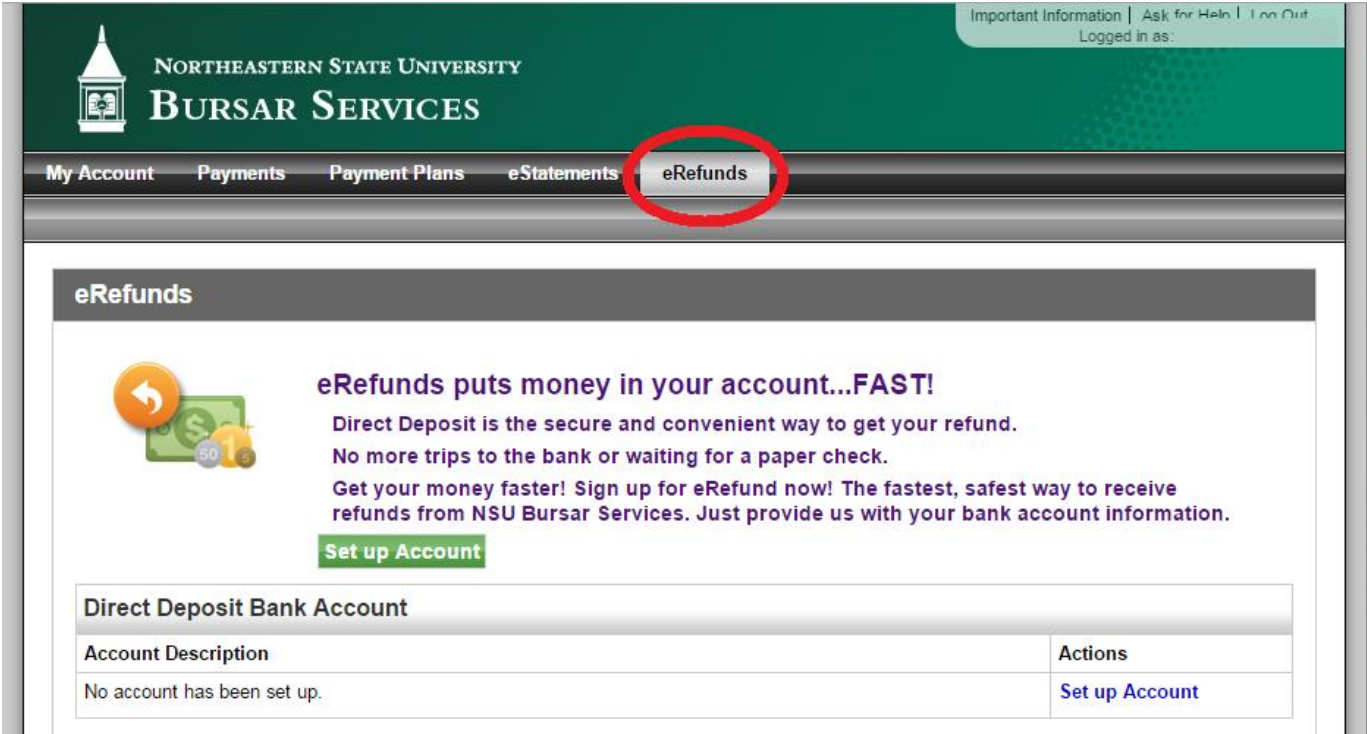 Important Information | Ask for Help | Log Out
Logged in as:
NORTHEASTERN STATE UNIVERSITY
BURSAR SERVICES
My Account Payments Payment Plans eStatements eRefunds
eRefunds
eRefunds puts money in your account...FAST!
Direct Deposit is the secure and convenient way to get your refund.
No more trips to the bank or waiting for a paper check.
Get your money faster! Sign up for eRefund now! The fastest, safest way to receive
refunds from NSU Bursar Services. Just provide us with your bank account information.
Set up Account
Direct Deposit Bank Account
Account Description Actions
No account has been set up. Set up Account
$
50 1 5